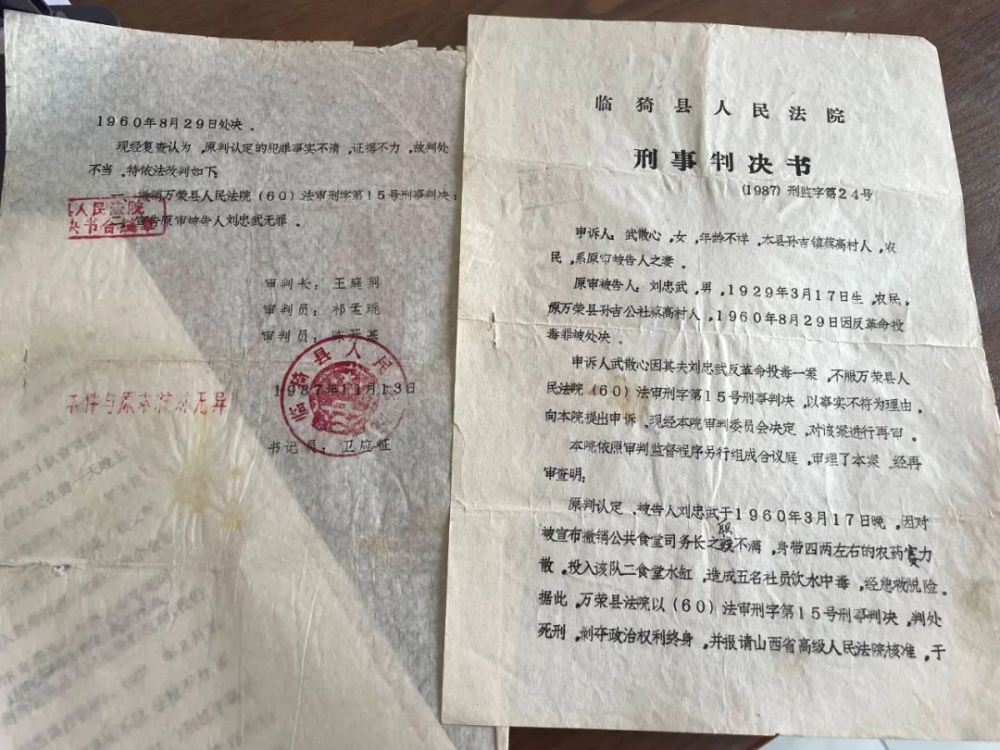 临猗县人民法院
刑事判决书
(1987)刑监字第24号
申诉人:武散心,女,年龄不祥,本县孙吉镇蔡高村人,农
民,系原审被告人之妻。
原审被告人:刘忠武,男,1929年3月17日生,农民,
原万荣县孙吉公社蔡高村人,1960年8月29日因反革命投
毒罪被处决。
申诉人武散心因其夫刘忠武反革命投毒一案,不服万荣县人
民法院(60)法审刑字第15号刑事判决,以事实不符为理由,
向本院提出申诉。现经本院审判委员会决定,对该案进行再审。
本院依照审判监督程序另行组成合议庭,审理了本案,经再
审查明:
原判认定,被告人刘忠武于1960年3月17日晚,因对
被宣布撤销公共食堂司务长之职不满,身带四两左右的农药 力
散,投入该队二食堂水缸,造成五名社员饮水中毒,经急救脱险。
据此,万荣县法院以(60)法审刑字第15号刑事判决,判处
死刑,剥夺政治权利终身,并报请山西省高级人民法院核准,于
1960年8月29日处决。
现经复查认为,原判认定的犯罪事实不清,证据不力,故判处
不当。特依法改判如下:
一、撤销万荣县人民法院(60)法审刑字第15号刑事判决;
宣告原审被告人刘忠武无罪。
县人民法院
决书合缝章
审判长:王庭荆
审判员:祁孟琨
审判员:陈
1987年11月13日
临猗县人民
本件与原本核对无异
书记员:卫应征